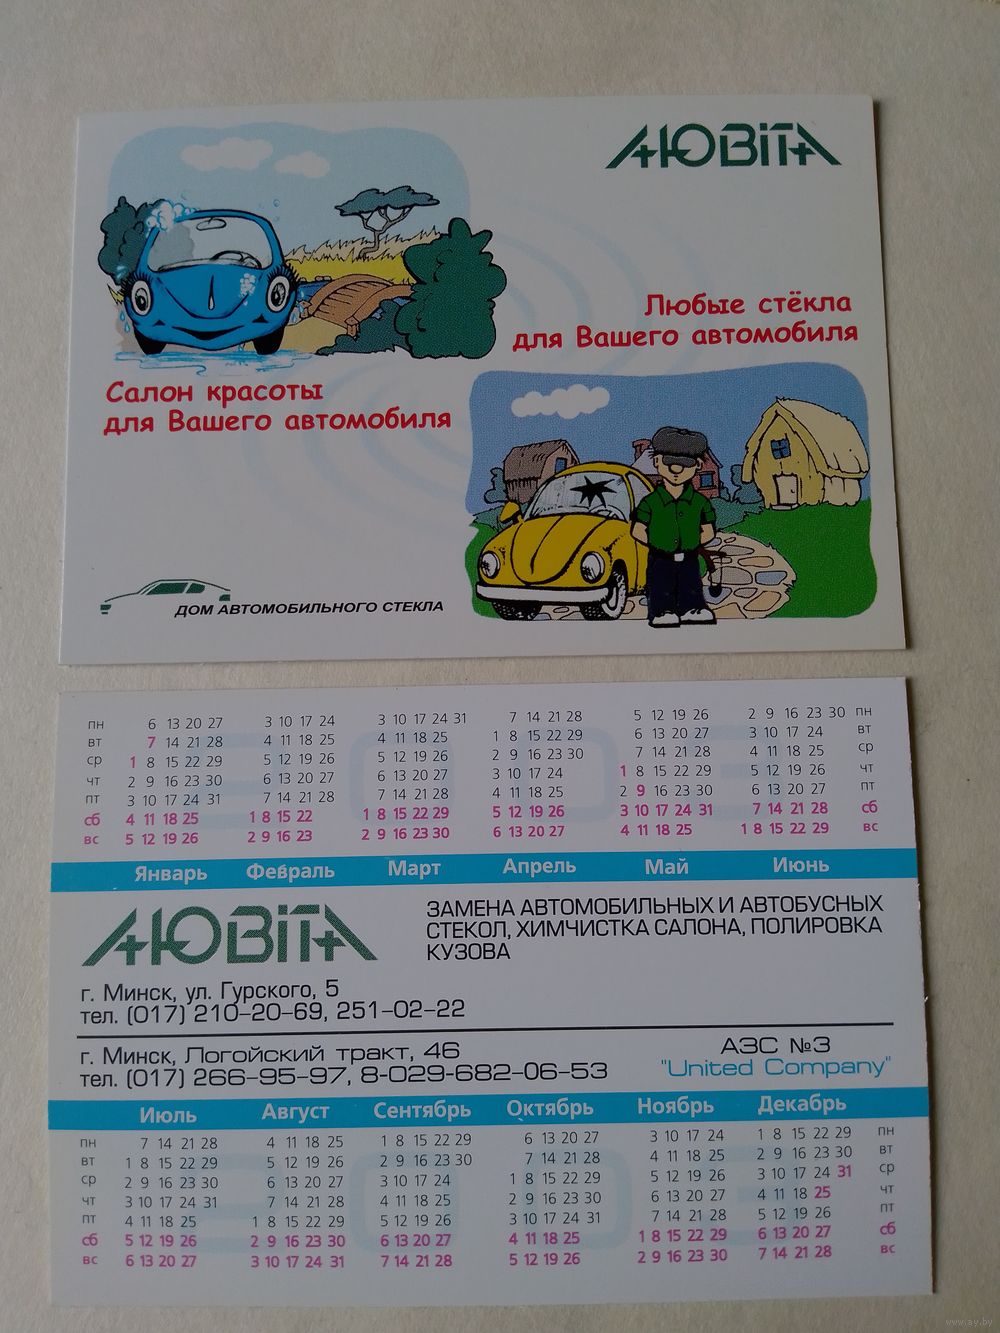 АЮВІТА
Любые стёкла
для Вашего автомобиля
Салон красоты
для Вашего автомобиля
ДОМ АВТОМОБИЛЬНОГО СТЕКЛА
пн 6 13 20 27 3 10 17 24 3 10 17 24 31 7 14 21 28 5 12 19 26 2 9 16 23 30 пн
вт 7 14 21 28 4 11 18 25 4 11 18 25 1 8 15 22 29 6 13 20 27 3 10 17 24 вт
ср 1 8 15 22 29 5 12 19 26 5 12 19 26 2 9 16 23 30 7 14 21 28 4 11 18 25 ср
чт 2 9 16 23 30 6 13 20 27 6 13 20 27 3 10 17 24 1 8 15 22 29 5 12 19 26 чт
пт 3 10 17 24 31 7 14 21 28 7 14 21 28 4 11 18 25 2 9 16 23 30 6 13 20 27 пт
сб 4 11 18 25 1 8 15 22 1 8 15 22 29 5 12 19 26 3 10 17 24 31 7 14 21 28 сб
вс 5 12 19 26 2 9 16 23 2 9 16 23 30 6 13 20 27 4 11 18 25 1 8 15 22 29 вс
Январь Февраль Март Апрель Май Июнь
АЮВІТА
ЗАМЕНА АВТОМОБИЛЬНЫХ И АВТОБУСНЫХ
СТЕКОЛ, ХИМЧИСТКА САЛОНА, ПОЛИРОВКА
КУЗОВА
г. Минск, ул. Гурского, 5
тел. (017) 210-20-69, 251-02-22
г. Минск, Логойский тракт, 46
тел. (017) 266-95-97, 8-029-682-06-53
АЗС №3
"United Company"
Июль Август Сентябрь Октябрь Ноябрь Декабрь
пн 7 14 21 28 4 11 18 25 1 8 15 22 29 6 13 20 27 3 10 17 24 1 8 15 22 29 пн
вт 1 8 15 22 29 5 12 19 26 2 9 16 23 30 7 14 21 28 4 11 18 25 2 9 16 23 30 вт
ср 2 9 16 23 30 6 13 20 27 3 10 17 24 1 8 15 22 29 5 12 19 26 3 10 17 24 31 ср
чт 3 10 17 24 31 7 14 21 28 4 11 18 25 2 9 16 23 30 6 13 20 27 4 11 18 25 чт
пт 4 11 18 25 1 8 15 22 29 5 12 19 26 3 10 17 24 31 7 14 21 28 5 12 19 26 пт
сб 5 12 19 26 2 9 16 23 30 6 13 20 27 4 11 18 25 1 8 15 22 29 6 13 20 27 сб
вс 6 13 20 27 3 10 17 24 31 7 14 21 28 5 12 19 26 2 9 16 23 30 7 14 21 28 вс
www.ay.by